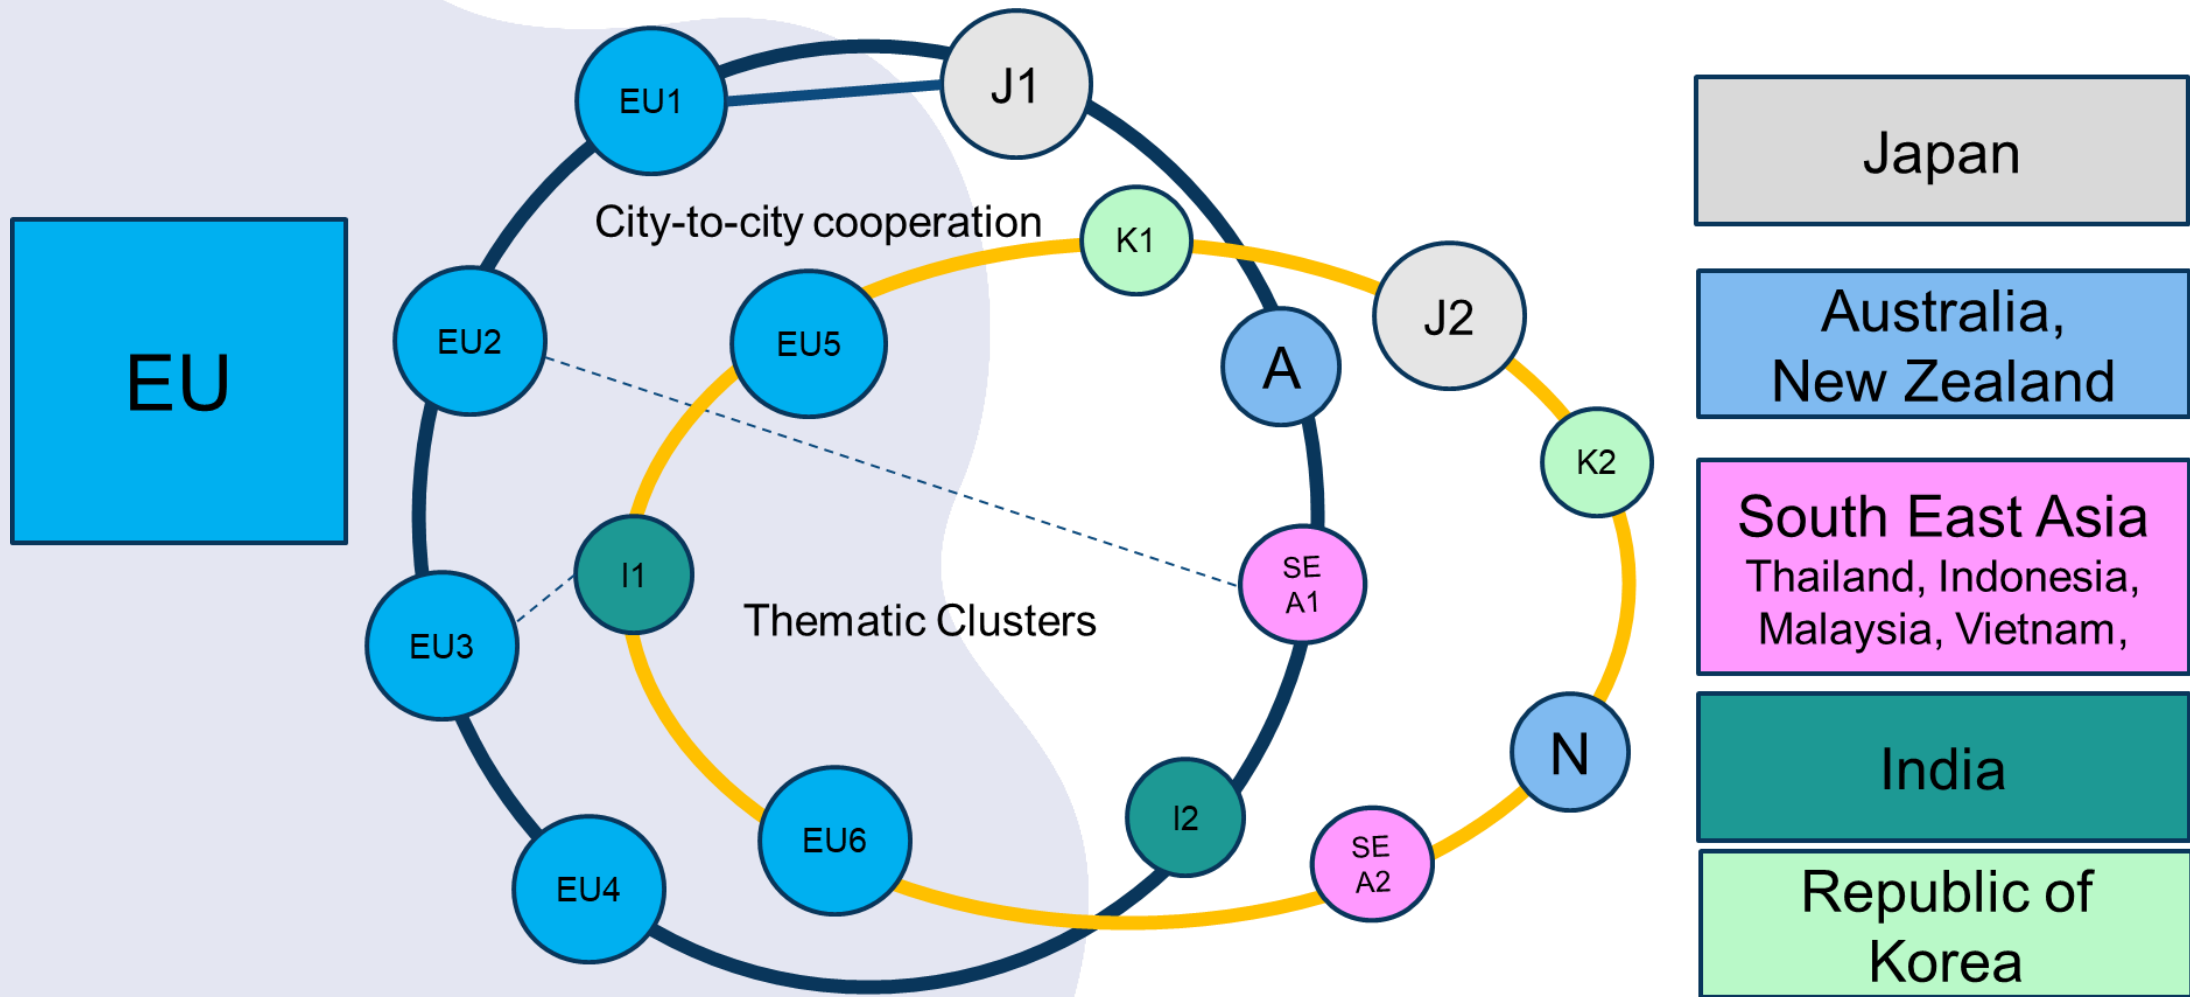 EU
EU1
J1
City-to-city cooperation
K1
EU2
EU5
J2
A
K2
I1
SE
A1
Thematic Clusters
EU3
N
I2
EU6
SE
A2
EU4
Japan
Australia,
New Zealand
South East Asia
Thailand, Indonesia,
Malaysia, Vietnam,
India
Republic of
Korea